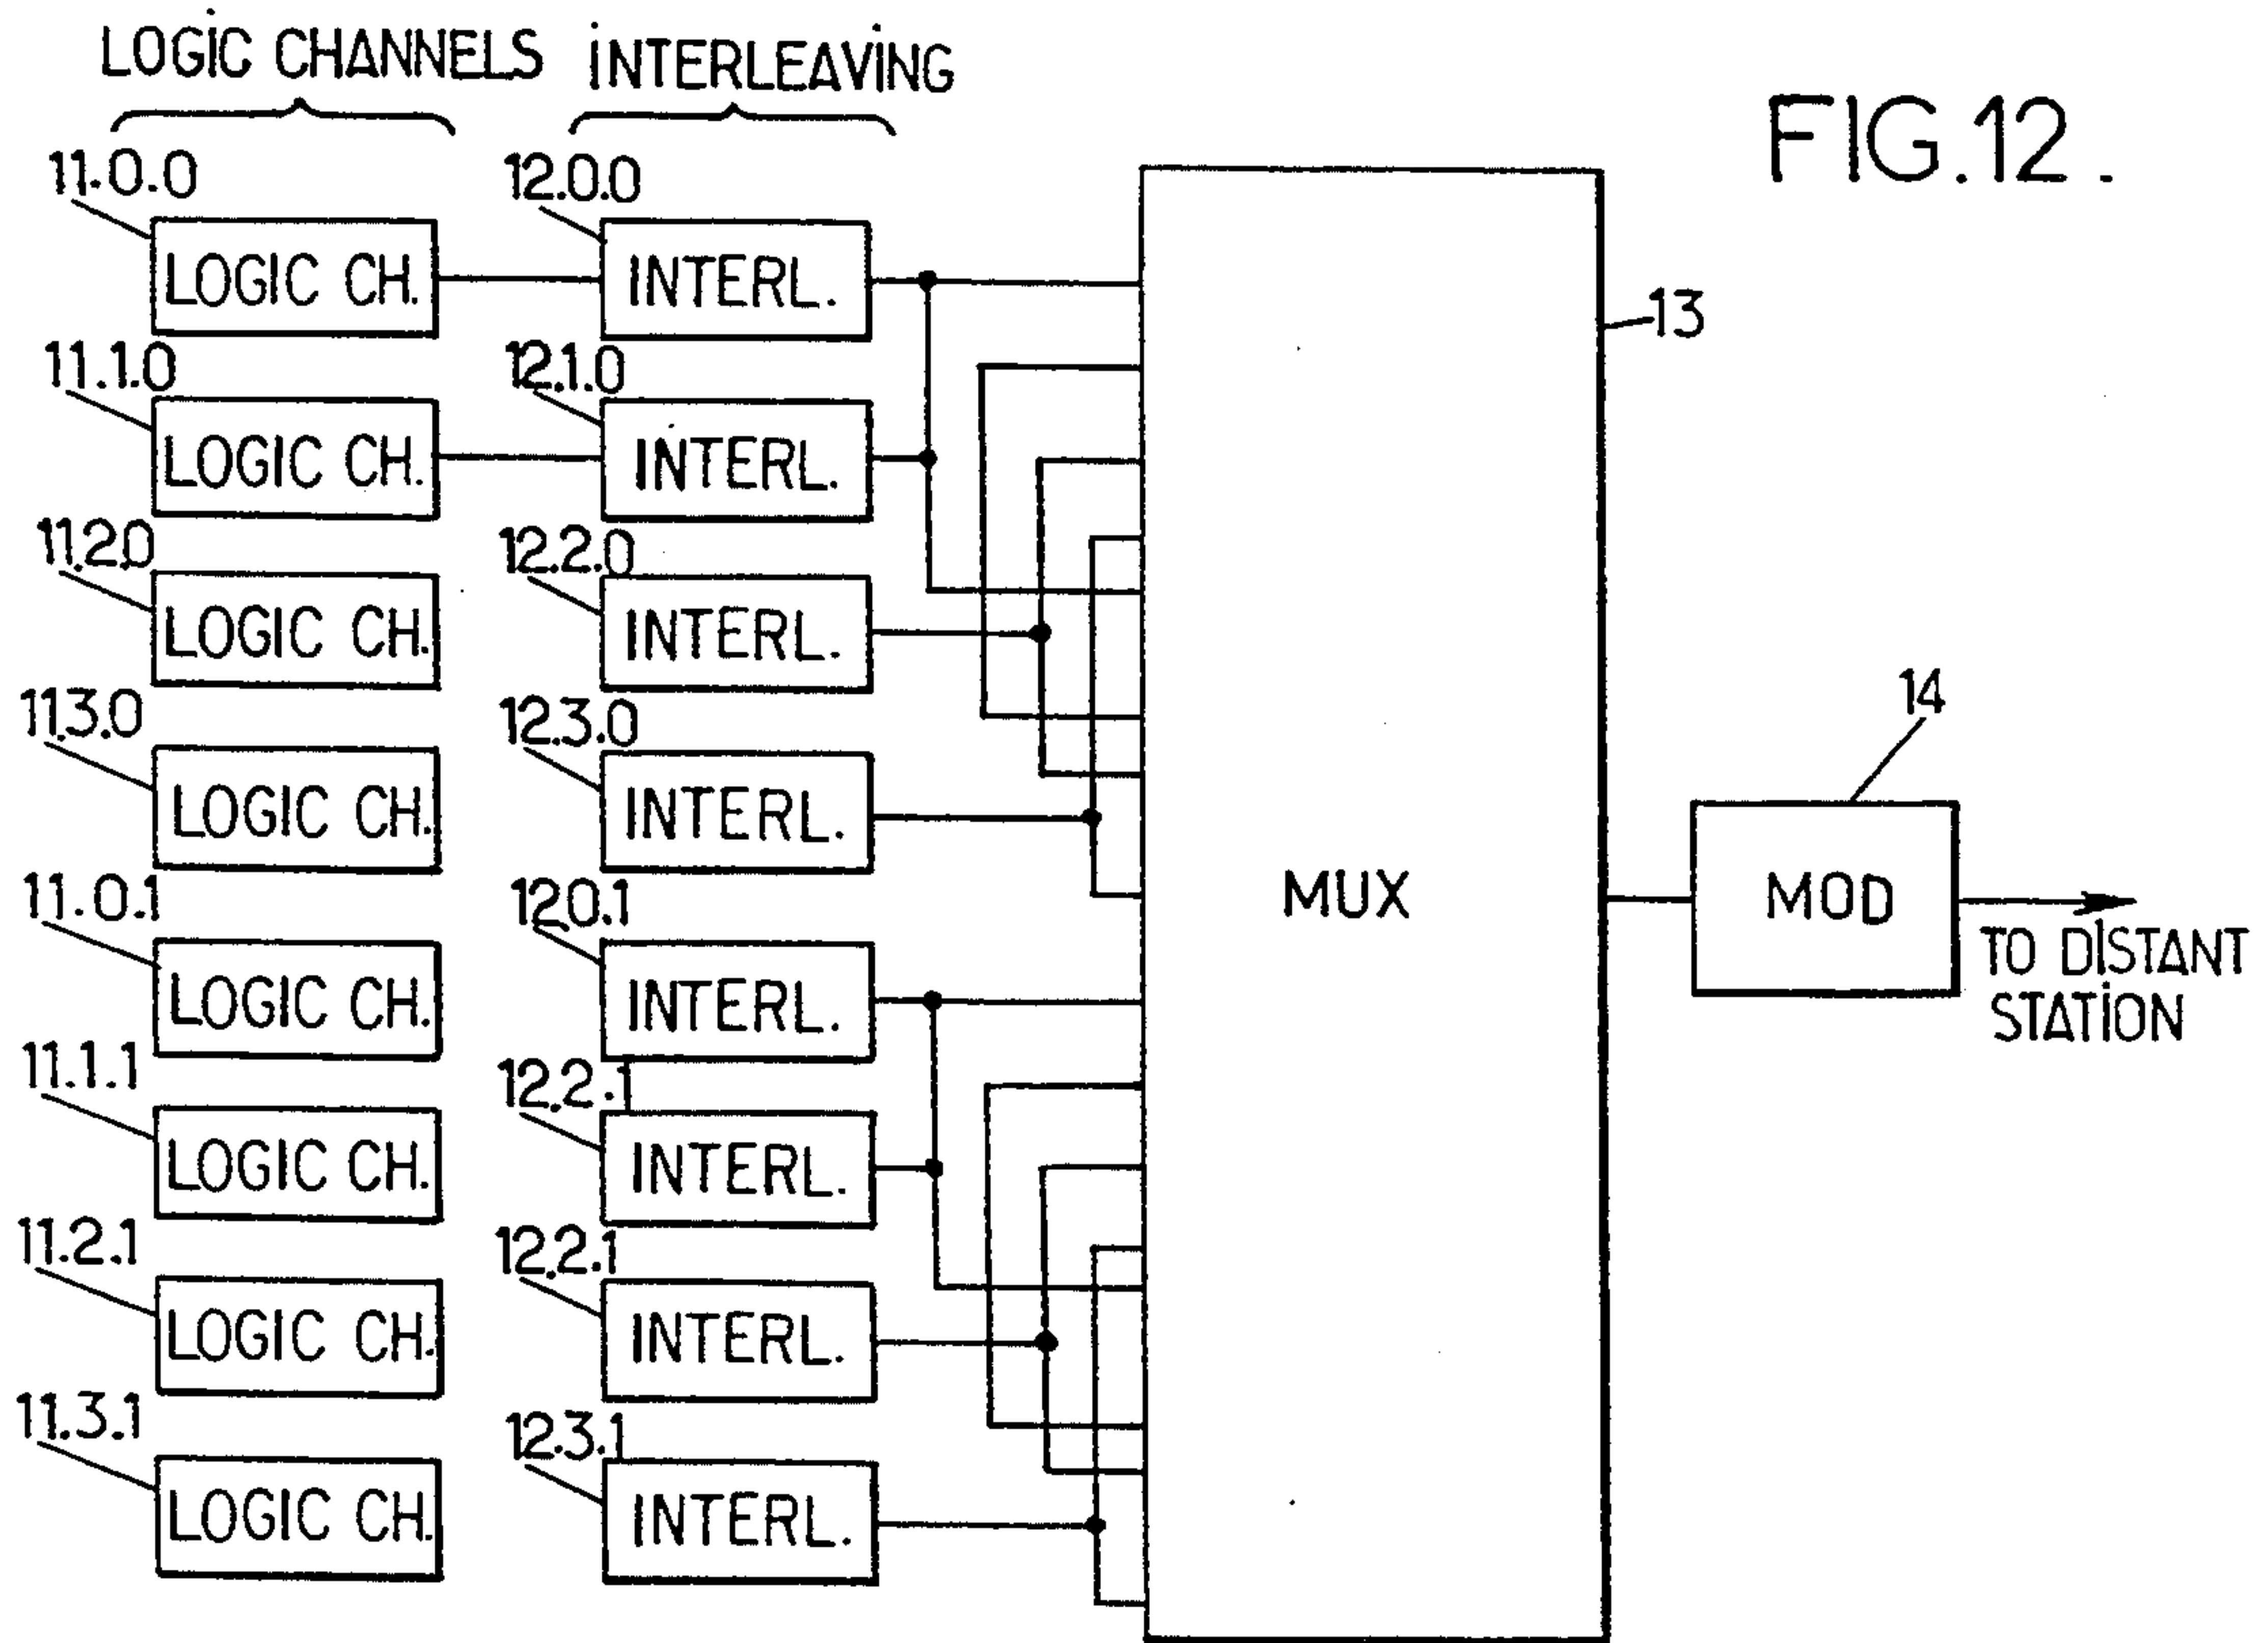 LOGIC CHANNELS INTERLEAVING
FIG.12.
11.0.0 12.0.0
LOGIC CH. INTERL.
13
11.1.0 12.1.0
LOGIC CH. INTERL.
11.2.0 12.2.0
LOGIC CH. INTERL.
11.3.0 12.3.0
LOGIC CH. INTERL.
14
MUX MOD
11.0.1 12.0.1
LOGIC CH. INTERL.
TO DISTANT
STATION
11.1.1 12.2.1
LOGIC CH. INTERL.
11.2.1 12.2.1
LOGIC CH. INTERL.
11.3.1 12.3.1
LOGIC CH. INTERL.